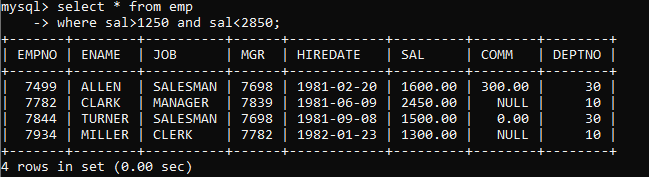 mysql> select * from emp
    -> where sal>1250 and sal<2850;
+-------+--------+----------+------+------------+---------+--------+--------+
| EMPNO | ENAME  | JOB      | MGR  | HIREDATE   | SAL     | COMM   | DEPTNO |
+-------+--------+----------+------+------------+---------+--------+--------+
|  7499 | ALLEN  | SALESMAN | 7698 | 1981-02-20 | 1600.00 | 300.00 |     30 |
|  7782 | CLARK  | MANAGER  | 7839 | 1981-06-09 | 2450.00 |   NULL |     10 |
|  7844 | TURNER | SALESMAN | 7698 | 1981-09-08 | 1500.00 |   0.00 |     30 |
|  7934 | MILLER | CLERK    | 7782 | 1982-01-23 | 1300.00 |   NULL |     10 |
+-------+--------+----------+------+------------+---------+--------+--------+
4 rows in set (0.00 sec)